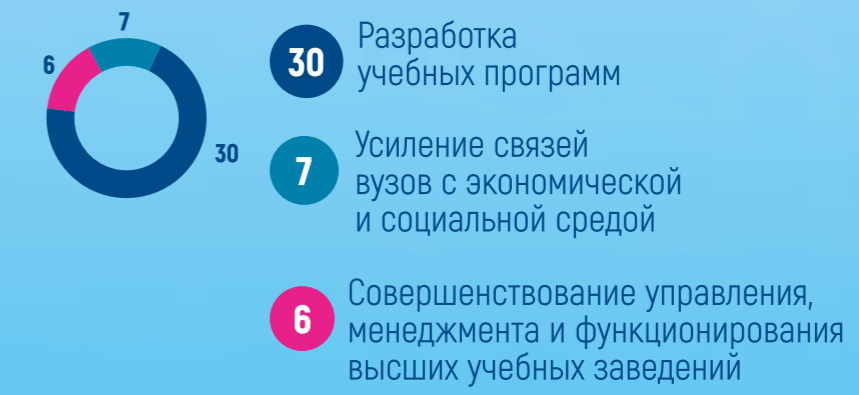 7
6
30
30
Разработка
учебных программ
7
Усиление связей
вузов с экономической
и социальной средой
6
Совершенствование управления,
менеджмента и функционирования
высших учебных заведений